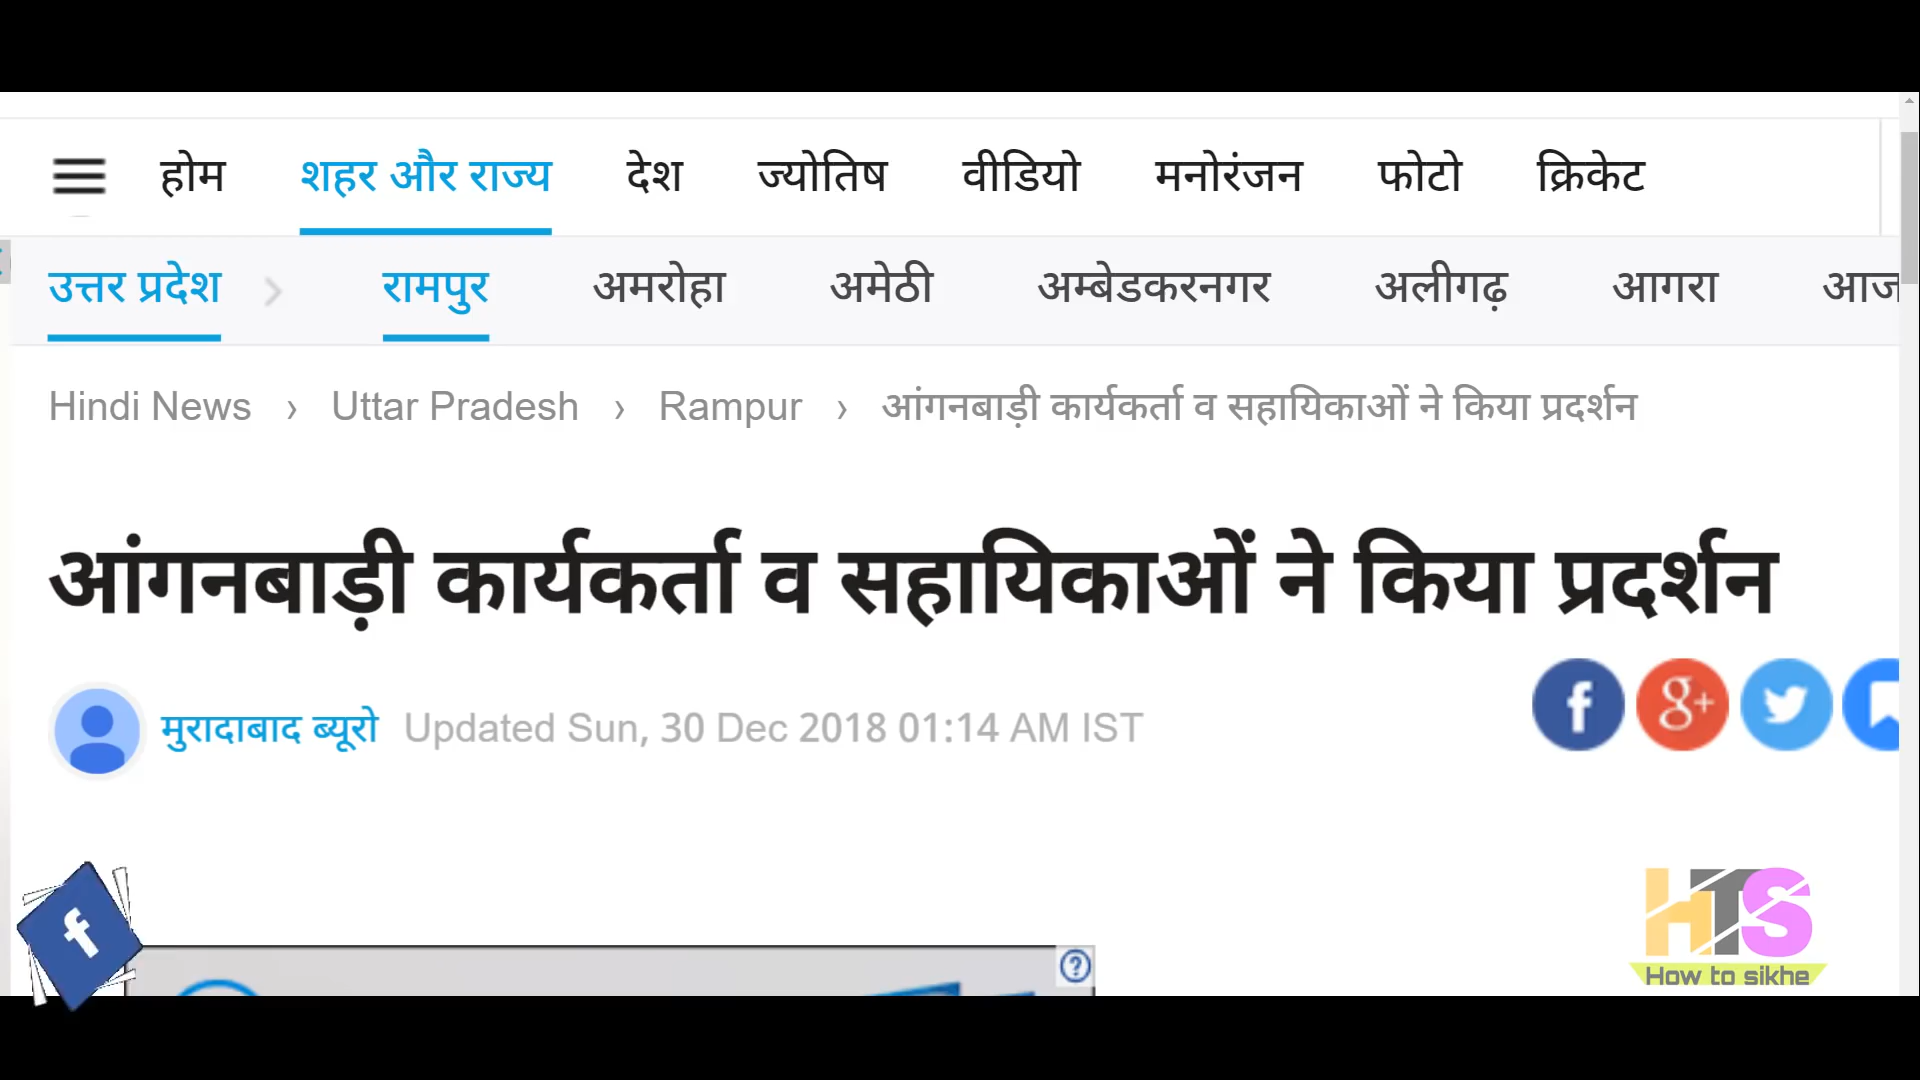 होम शहर और राज्य देश ज्योतिष वीडियो मनोरंजन फोटो क्रिकेट
उत्तर प्रदेश › रामपुर अमरोहा अमेठी अम्बेडकरनगर अलीगढ़ आगरा
Hindi News › Uttar Pradesh › Rampur › आंगनबाड़ी कार्यकर्ता व सहायिकाओं ने किया प्रदर्शन
आंगनबाड़ी कार्यकर्ता व सहायिकाओं ने किया प्रदर्शन
मुरादाबाद ब्यूरो Updated Sun, 30 Dec 2018 01:14 AM IST
HTS
How to sikhe